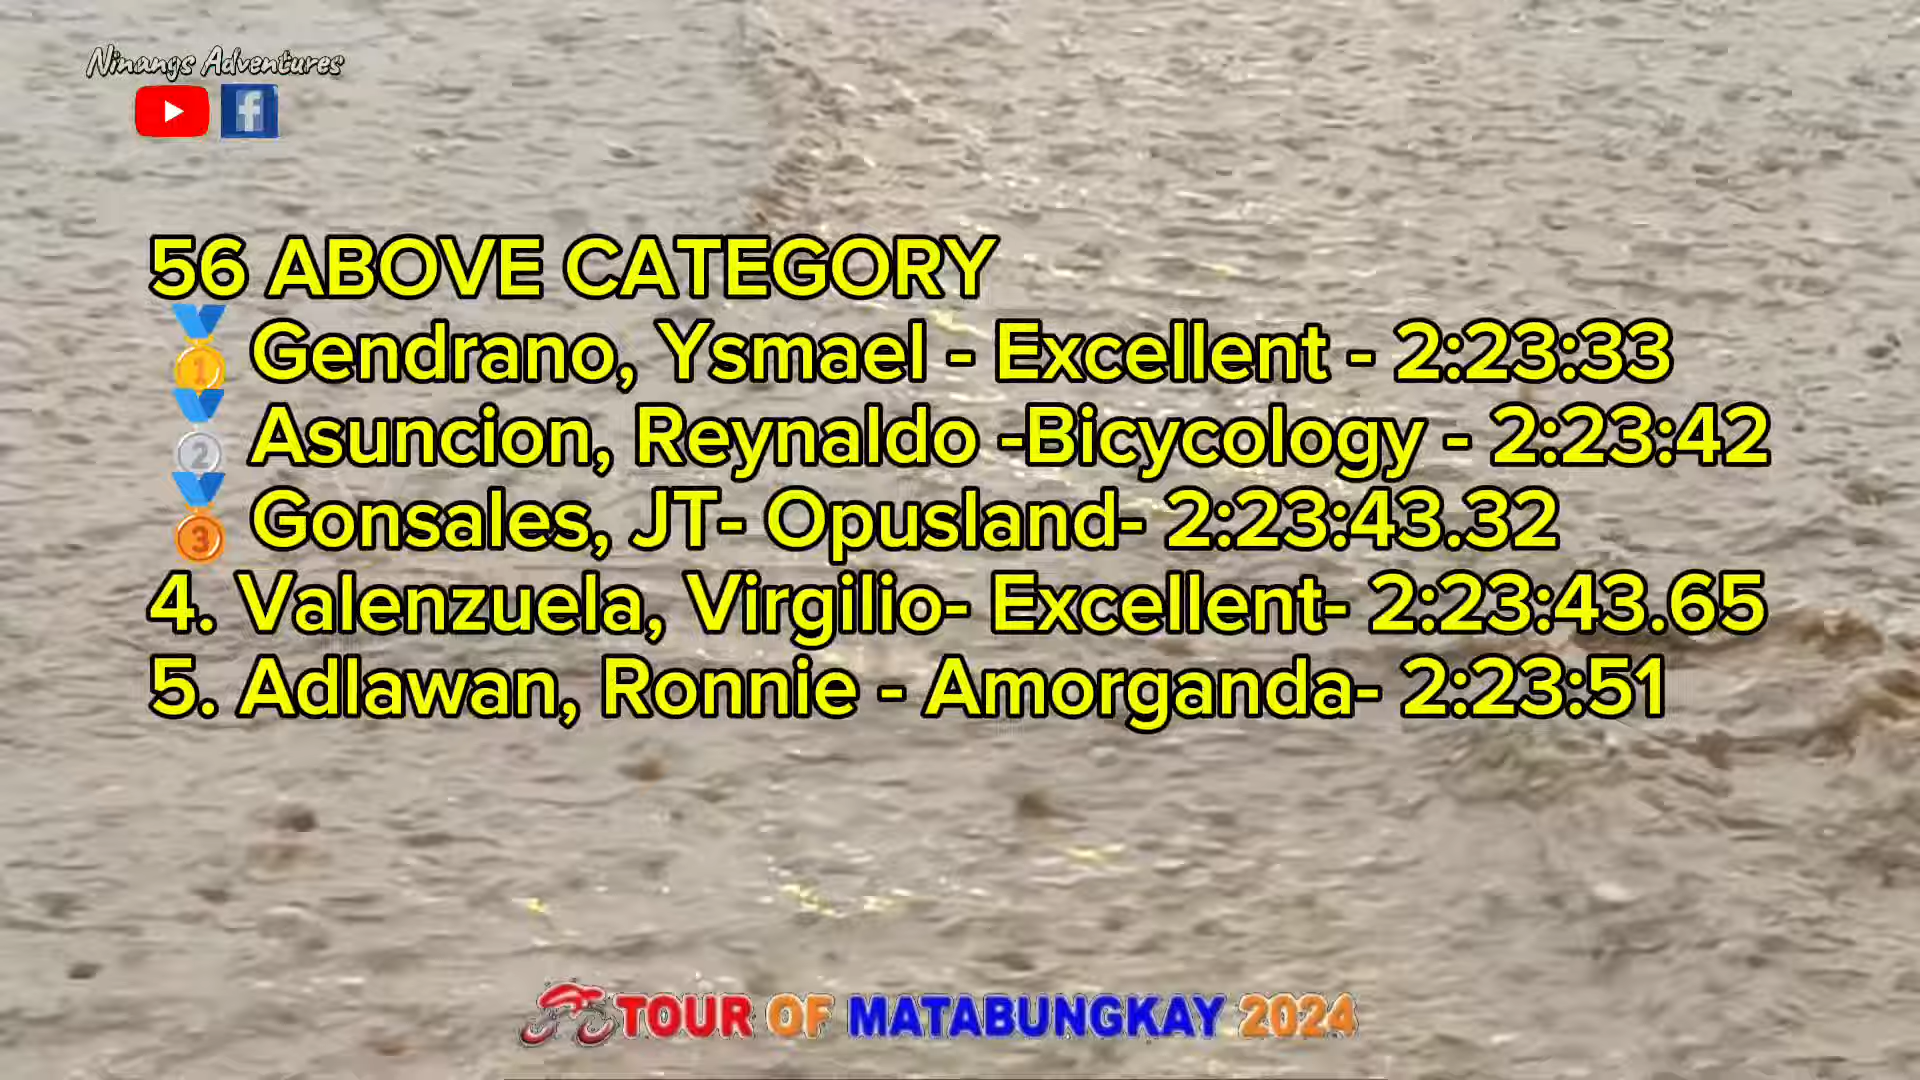 Ninangs Adventures
56 ABOVE CATEGORY
🥇 Gendrano, Ysmael - Excellent - 2:23:33
🥈 Asuncion, Reynaldo -Bicycology - 2:23:42
🥉 Gonsales, JT- Opusland- 2:23:43.32
4. Valenzuela, Virgilio- Excellent- 2:23:43.65
5. Adlawan, Ronnie - Amorganda- 2:23:51
TOUR OF MATABUNGKAY 2024